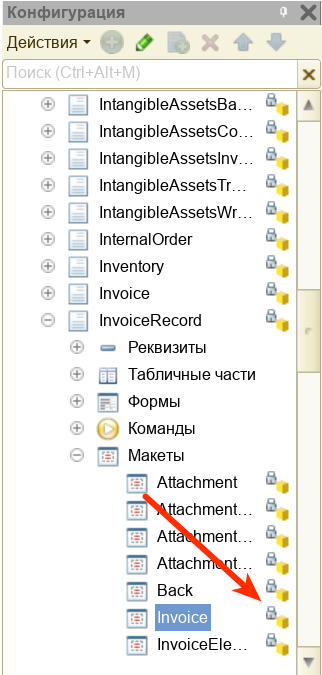 Конфигурация
Действия
Поиск (Ctrl+Alt+M)
IntangibleAssetsBa...
IntangibleAssetsCo...
IntangibleAssetsInv...
IntangibleAssetsTr...
IntangibleAssetsWr...
InternalOrder
Inventory
Invoice
InvoiceRecord
Реквизиты
Табличные части
Формы
Команды
Макеты
Attachment
Attachment...
Attachment...
Attachment...
Back
Invoice
InvoiceEle...